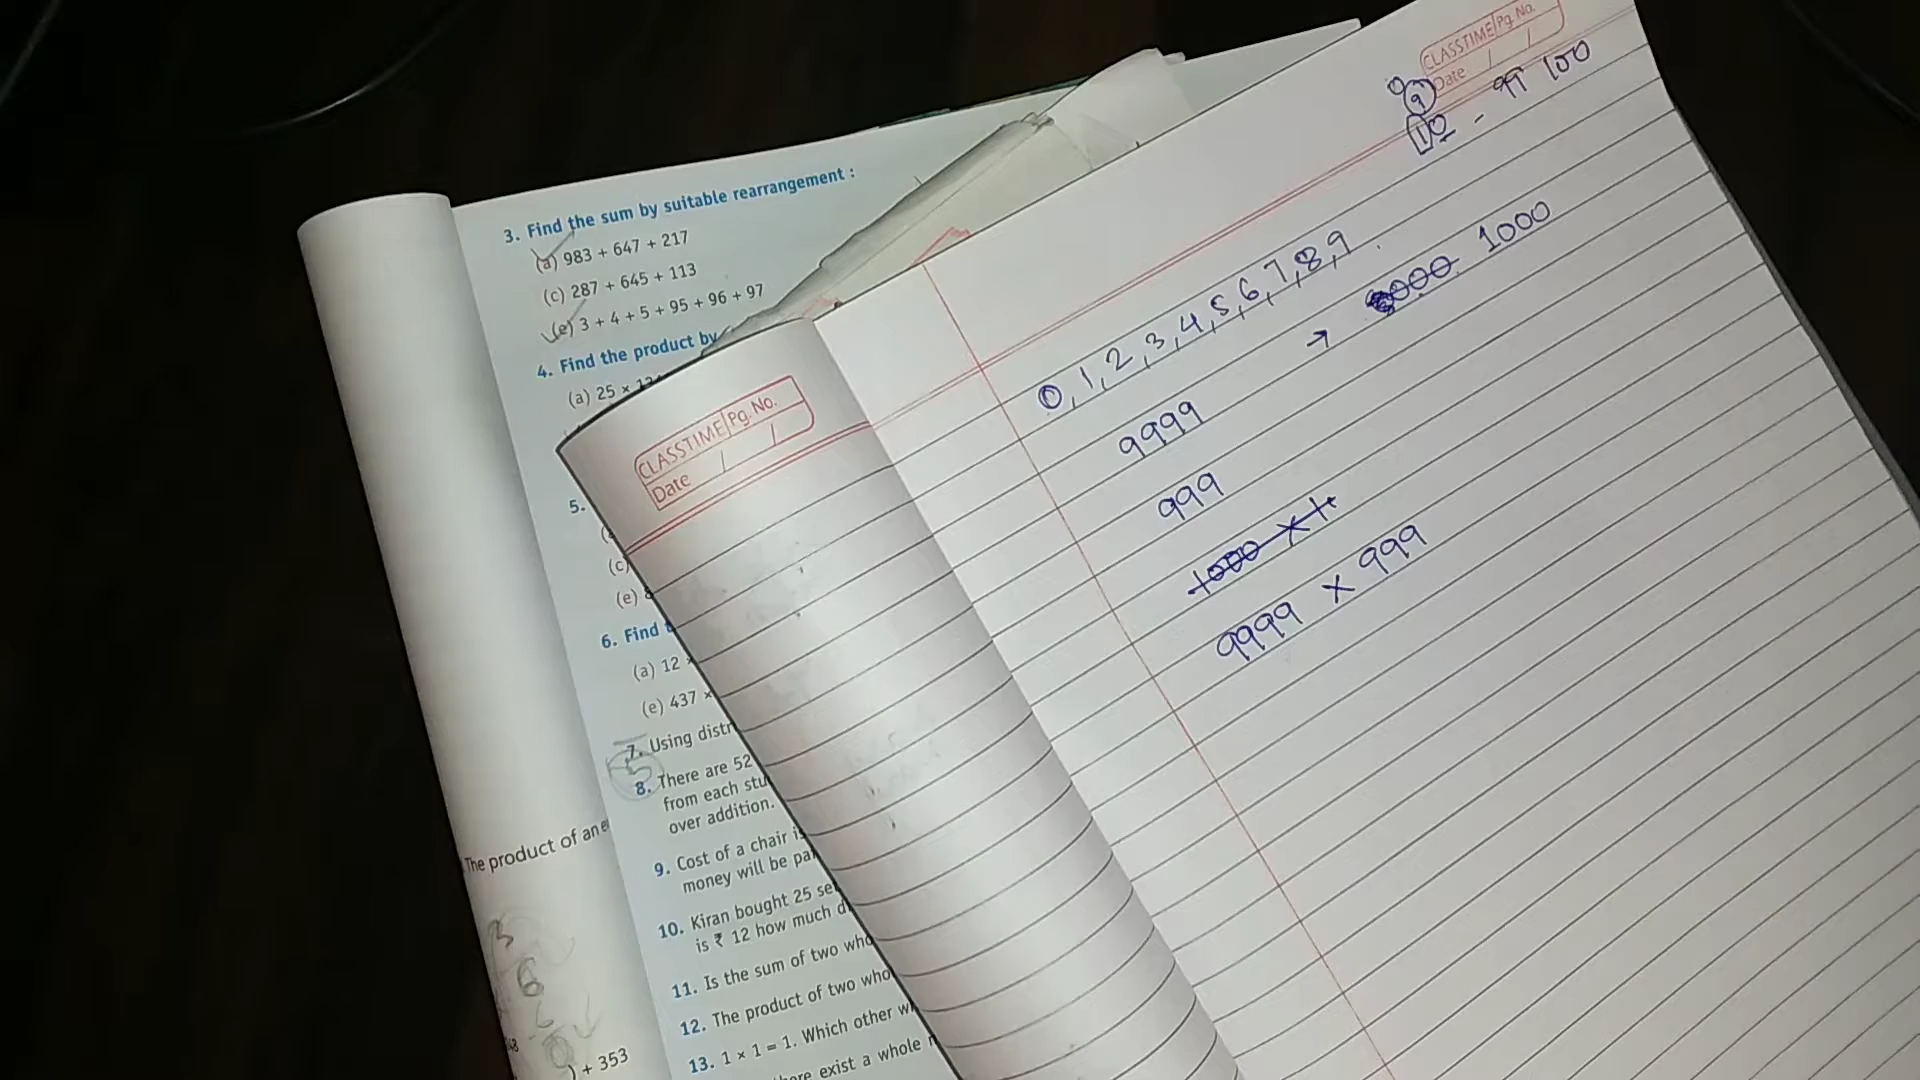 3. Find the sum by suitable rearrangement :
(a) 983 + 647 + 217
(c) 287 + 645 + 113
(e) 3 + 4 + 5 + 95 + 96 + 97
4. Find the product by
(a) 25 ×
5.
(c)
(e)
6. Find
(a) 12
(e) 437 ×
7. Using distr
8. There are 52
from each stu
over addition.
9. Cost of a chair is
money will be pa
10. Kiran bought 25 se
is ₹ 12 how much d
11. Is the sum of two who
12. The product of two who
13. 1 × 1 = 1. Which other w
exist a whole
The product of an
3
6
) + 353
CLASSTIME Pg. No.
Date / /
CLASSTIME Pg. No.
Date / /
9
10 - 99 100
0, 1, 2, 3, 4, 5, 6, 7, 8, 9
9999 → 1000
999
1000 ×
9999 × 999